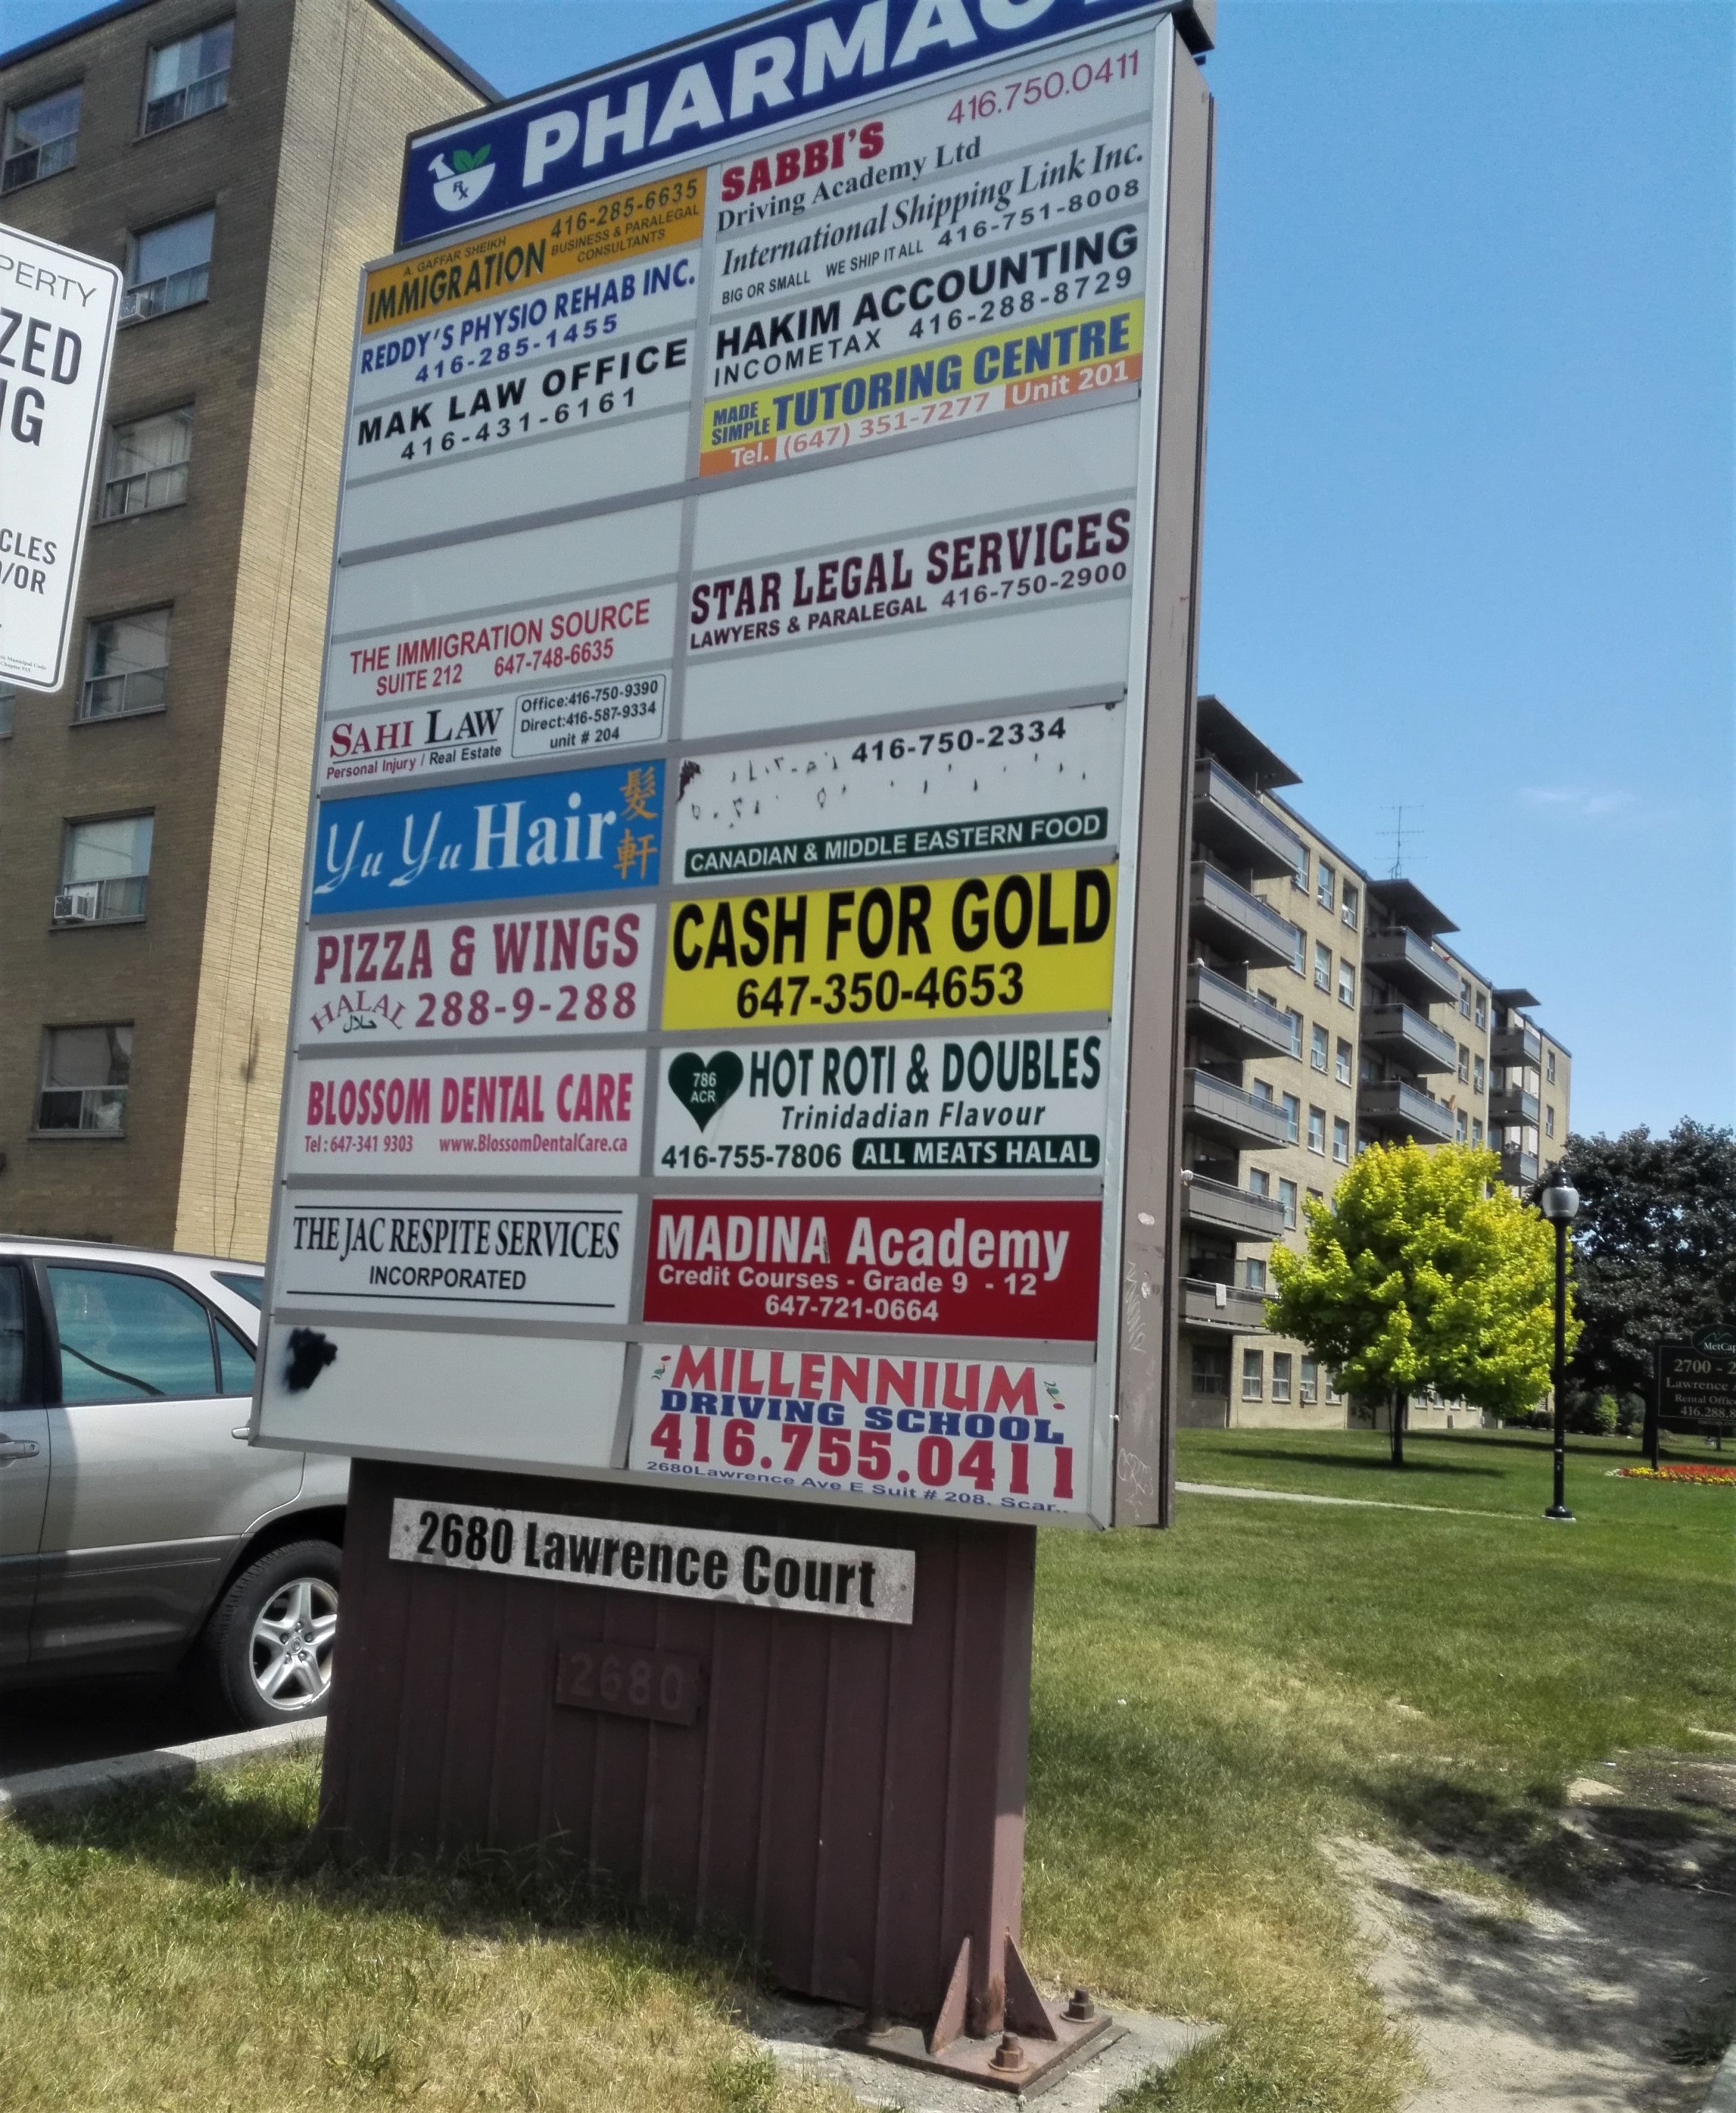 416.750.0411
SABBI'S
Driving Academy Ltd
A. GAFFAR SHEIKH
IMMIGRATION
416-285-6635
BUSINESS & PARALEGAL
CONSULTANTS
International Shipping Link Inc.
BIG OR SMALL WE SHIP IT ALL 416-751-8008
REDDY'S PHYSIO REHAB INC.
416-285-1455
HAKIM ACCOUNTING
INCOMETAX 416-288-8729
MAK LAW OFFICE
416-431-6161
MADE
SIMPLE
TUTORING CENTRE
Tel. (647) 351-7277 Unit 201
STAR LEGAL SERVICES
LAWYERS & PARALEGAL 416-750-2900
THE IMMIGRATION SOURCE
SUITE 212 647-748-6635
SAHI LAW
Personal Injury / Real Estate
Office:416-750-9390
Direct:416-587-9334
unit # 204
416-750-2334
CANADIAN & MIDDLE EASTERN FOOD
Yu Yu Hair
髮
軒
PIZZA & WINGS
HALAL 288-9-288
حلال
CASH FOR GOLD
647-350-4653
BLOSSOM DENTAL CARE
Tel: 647-341 9303 www.BlossomDentalCare.ca
786
ACR
HOT ROTI & DOUBLES
Trinidadian Flavour
416-755-7806 ALL MEATS HALAL
THE JAC RESPITE SERVICES
INCORPORATED
MADINA Academy
Credit Courses - Grade 9 - 12
647-721-0664
MILLENNIUM
DRIVING SCHOOL
416.755.0411
2680Lawrence Ave E Suit # 208, Scar..
2680 Lawrence Court
2680
2700
Lawrence
Rental
416.288